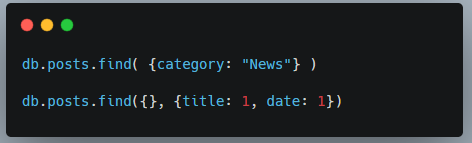 db.posts.find( {category: "News"} )
db.posts.find({}, {title: 1, date: 1})